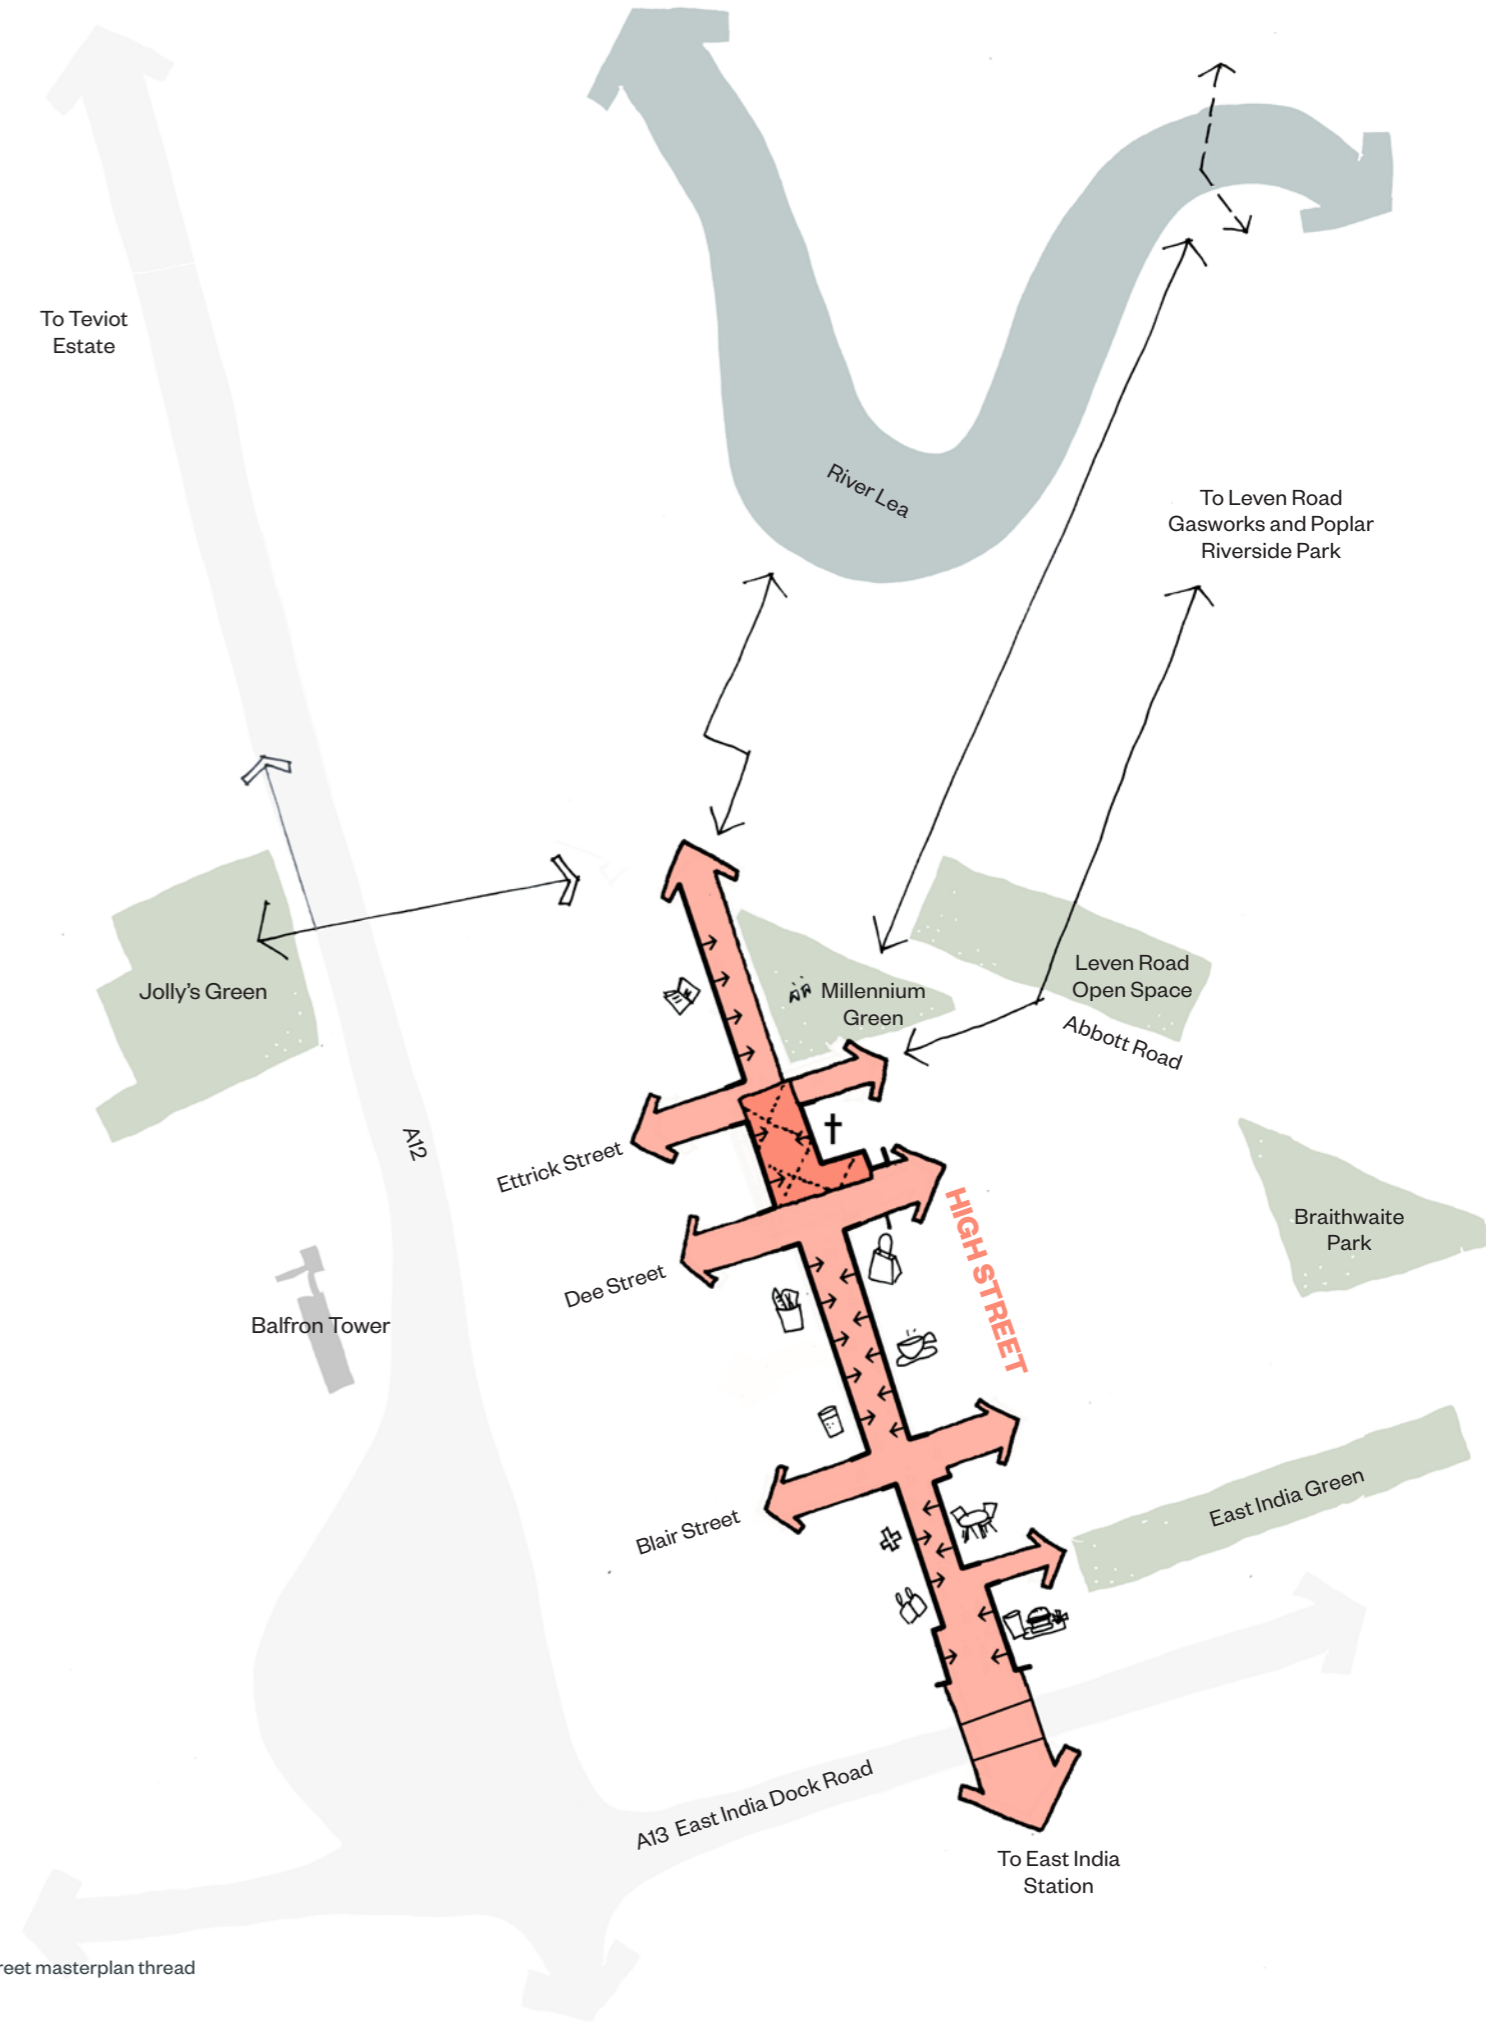 To Teviot
Estate
River Lea
To Leven Road
Gasworks and Poplar
Riverside Park
Jolly's Green
Millennium
Green
Leven Road
Open Space
Abbott Road
A12
Ettrick Street
HIGH STREET
Braithwaite
Park
Dee Street
Balfron Tower
Blair Street
East India Green
A13 East India Dock Road
To East India
Station
reet masterplan thread